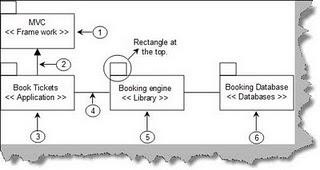 MVC
<< Frame work >>
1
Rectangle at
the top.
2
Book Tickets
<< Application >>
Booking engine
<< Library >>
Booking Database
<< Databases >>
4
3
5
6